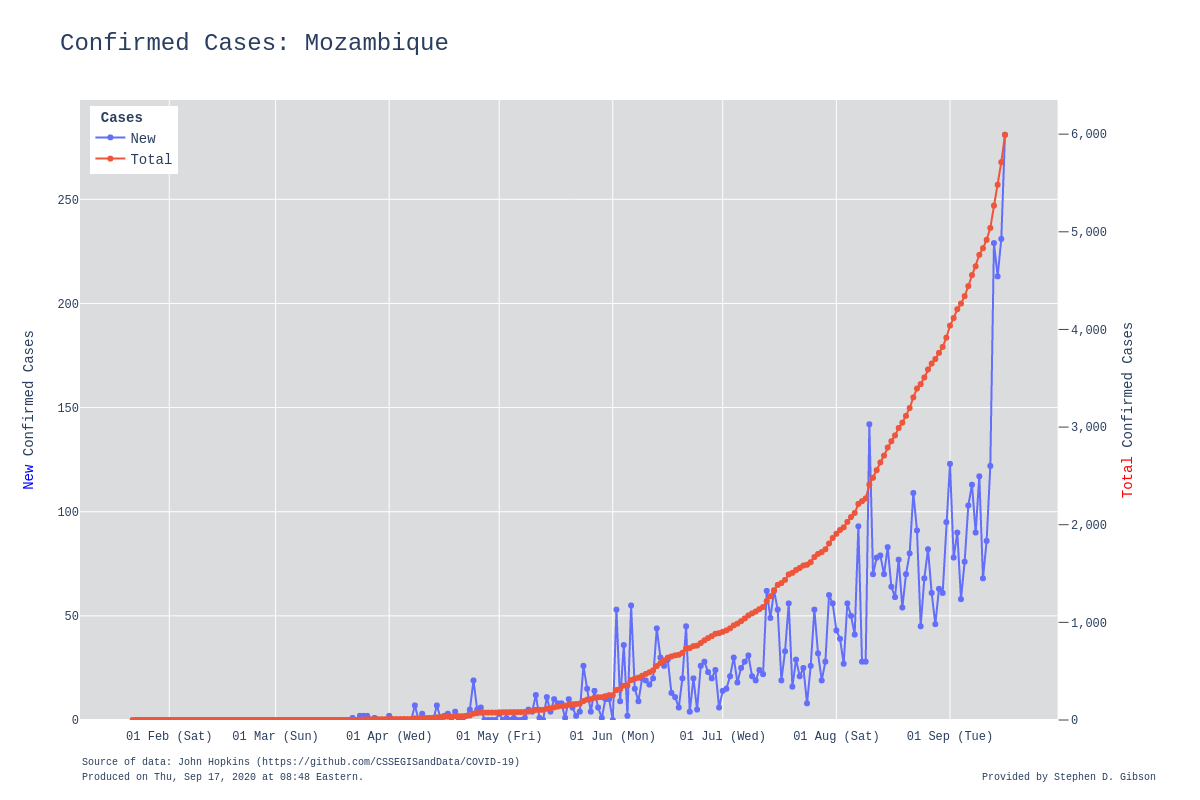 Confirmed Cases: Mozambique
Cases
New
Total
250
200
150
100
50
0
6,000
5,000
4,000
3,000
2,000
1,000
0
New Confirmed Cases
Total Confirmed Cases
01 Feb (Sat)
01 Mar (Sun)
01 Apr (Wed)
01 May (Fri)
01 Jun (Mon)
01 Jul (Wed)
01 Aug (Sat)
01 Sep (Tue)
Source of data: John Hopkins (https://github.com/CSSEGISandData/COVID-19)
Produced on Thu, Sep 17, 2020 at 08:48 Eastern.
Provided by Stephen D. Gibson